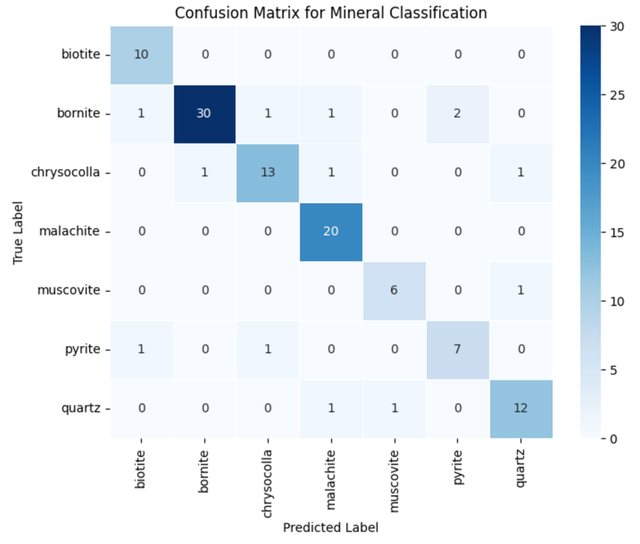 Confusion Matrix for Mineral Classification
True Label
biotite 10 0 0 0 0 0 0
bornite 1 30 1 1 0 2 0
chrysocolla 0 1 13 1 0 0 1
malachite 0 0 0 20 0 0 0
muscovite 0 0 0 0 6 0 1
pyrite 1 0 1 0 0 7 0
quartz 0 0 0 1 1 0 12
biotite bornite chrysocolla malachite muscovite pyrite quartz
Predicted Label
30
25
20
15
10
5
0